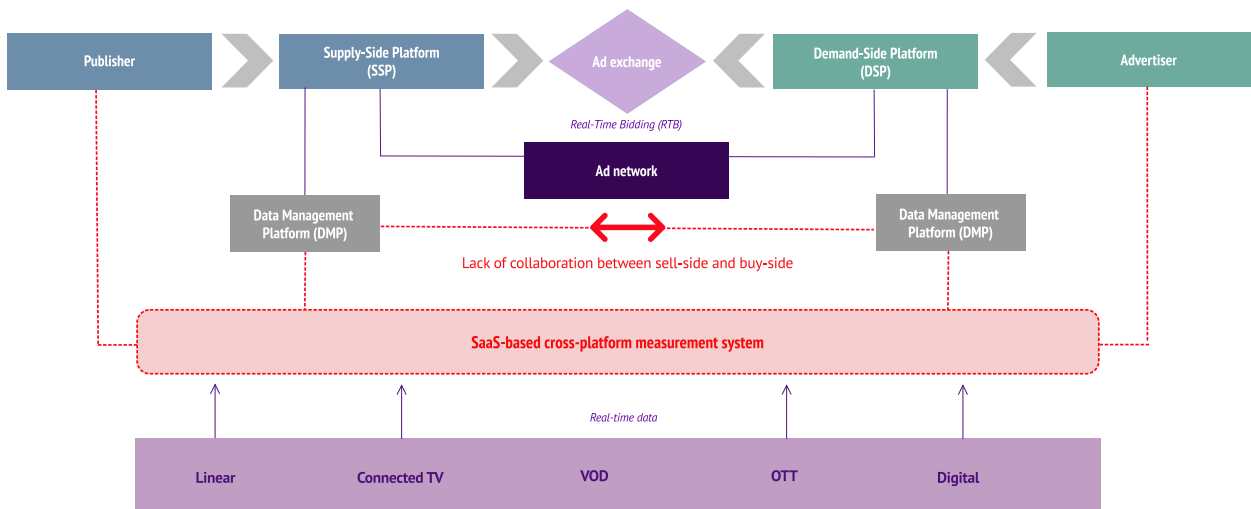 Publisher
Supply-Side Platform
(SSP)
Ad exchange
Demand-Side Platform
(DSP)
Advertiser
Real-Time Bidding (RTB)
Ad network
Data Management
Platform (DMP)
Data Management
Platform (DMP)
Lack of collaboration between sell-side and buy-side
SaaS-based cross-platform measurement system
Real-time data
Linear
Connected TV
VOD
OTT
Digital